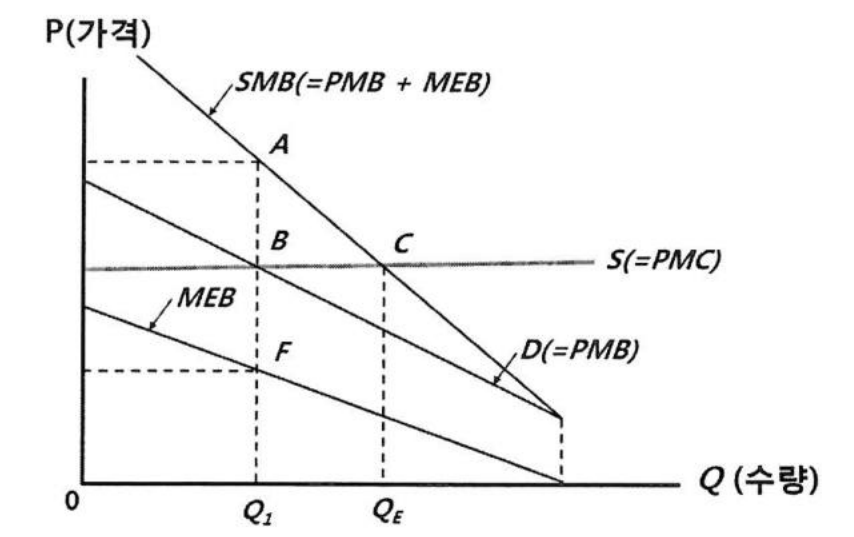 P(가격)
SMB(=PMB + MEB)
A
B
C
S(=PMC)
MEB
F
D(=PMB)
0
Q1
QE
Q (수량)